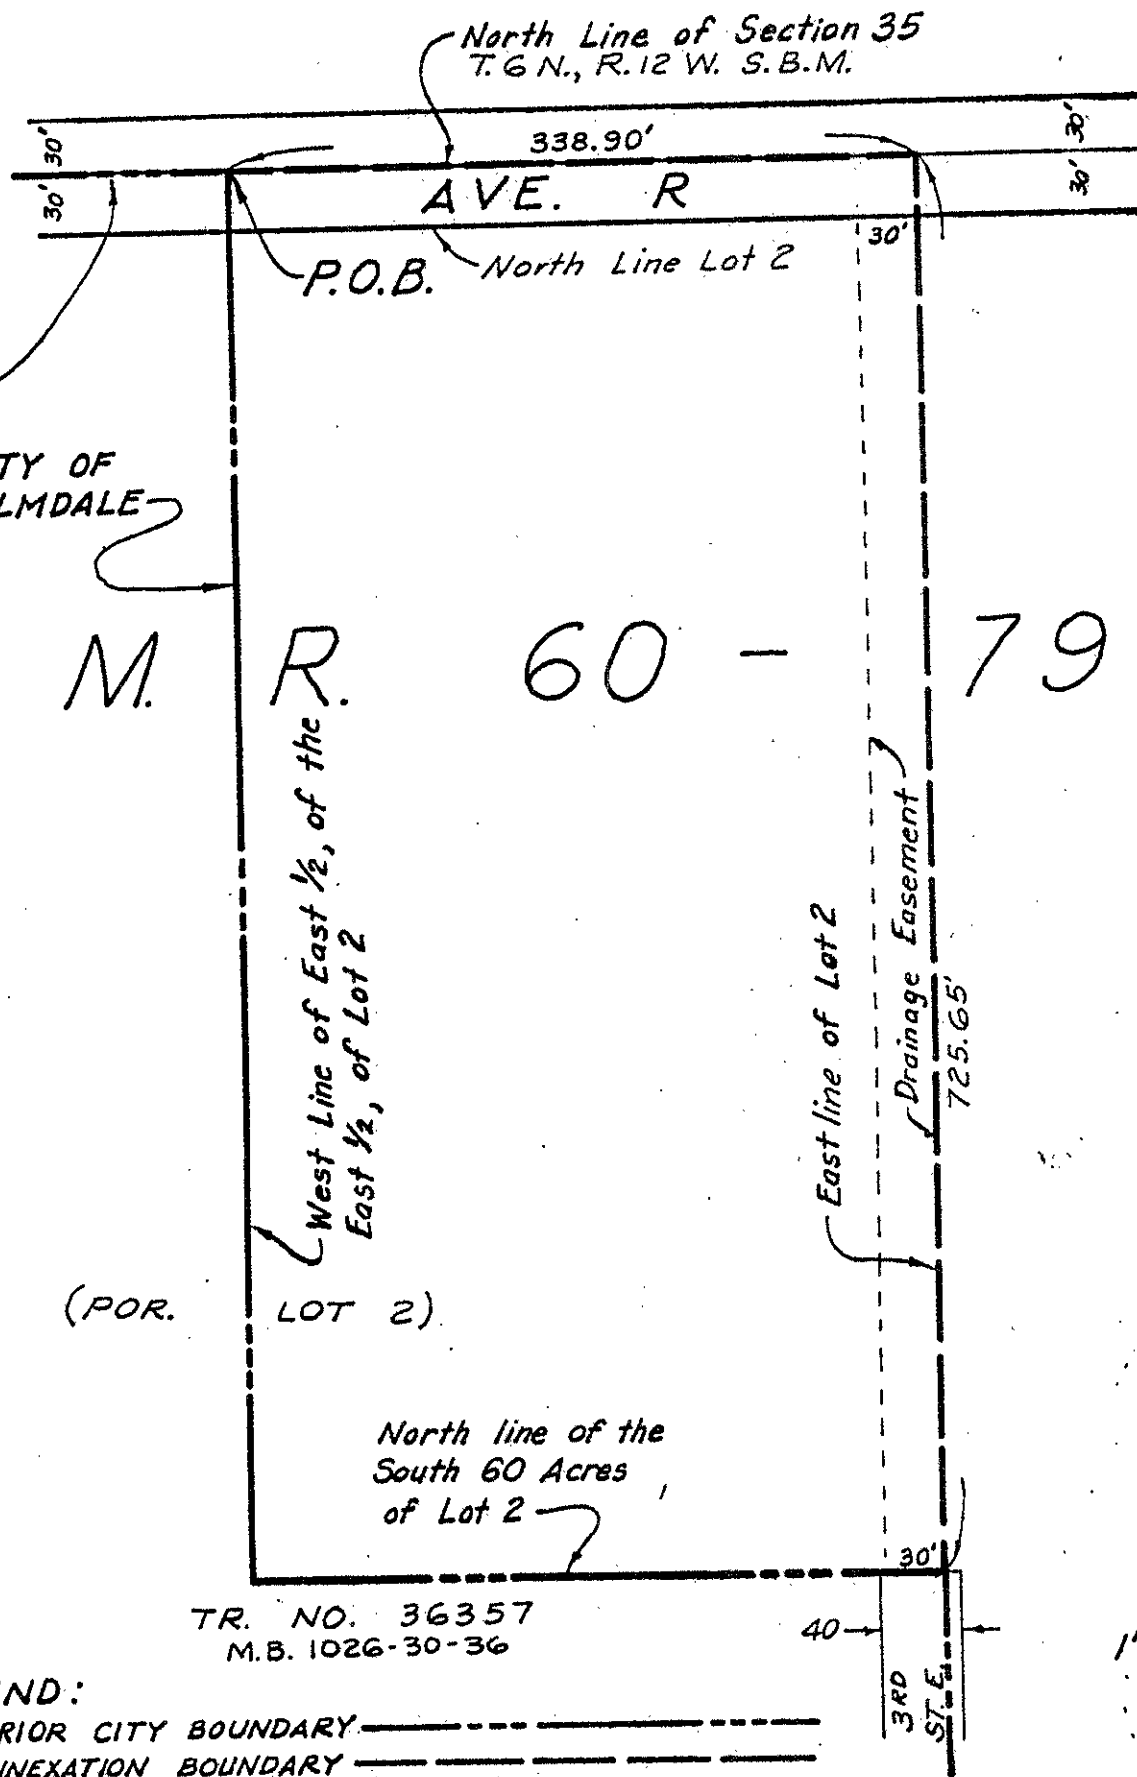 North Line of Section 35
T. 6 N., R. 12 W. S.B.M.
30'
30'
338.90'
30'
30'
AVE. R
30'
P.O.B.
North Line Lot 2
TY OF
LMDALE
M. R. 60 - 79
West Line of East ½, of the
East ½, of Lot 2
East line of Lot 2
Drainage Easement
725.65'
(POR. LOT 2)
North line of the
South 60 Acres
of Lot 2
30'
TR. NO. 36357
M.B. 1026-30-36
40
3RD
ST. E.
1"
ND:
RIOR CITY BOUNDARY
NNEXATION BOUNDARY